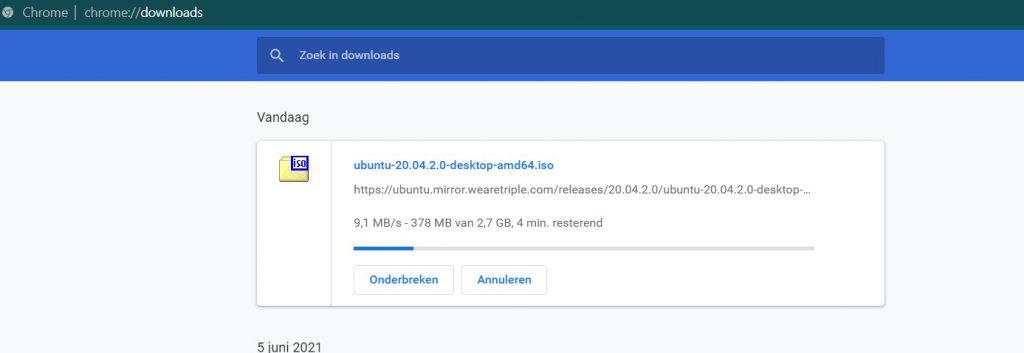 Chrome | chrome://downloads
Zoek in downloads
Vandaag
iso
ubuntu-20.04.2.0-desktop-amd64.iso
https://ubuntu.mirror.wearetriple.com/releases/20.04.2.0/ubuntu-20.04.2.0-desktop-...
9,1 MB/s - 378 MB van 2,7 GB, 4 min. resterend
Onderbreken Annuleren
5 juni 2021